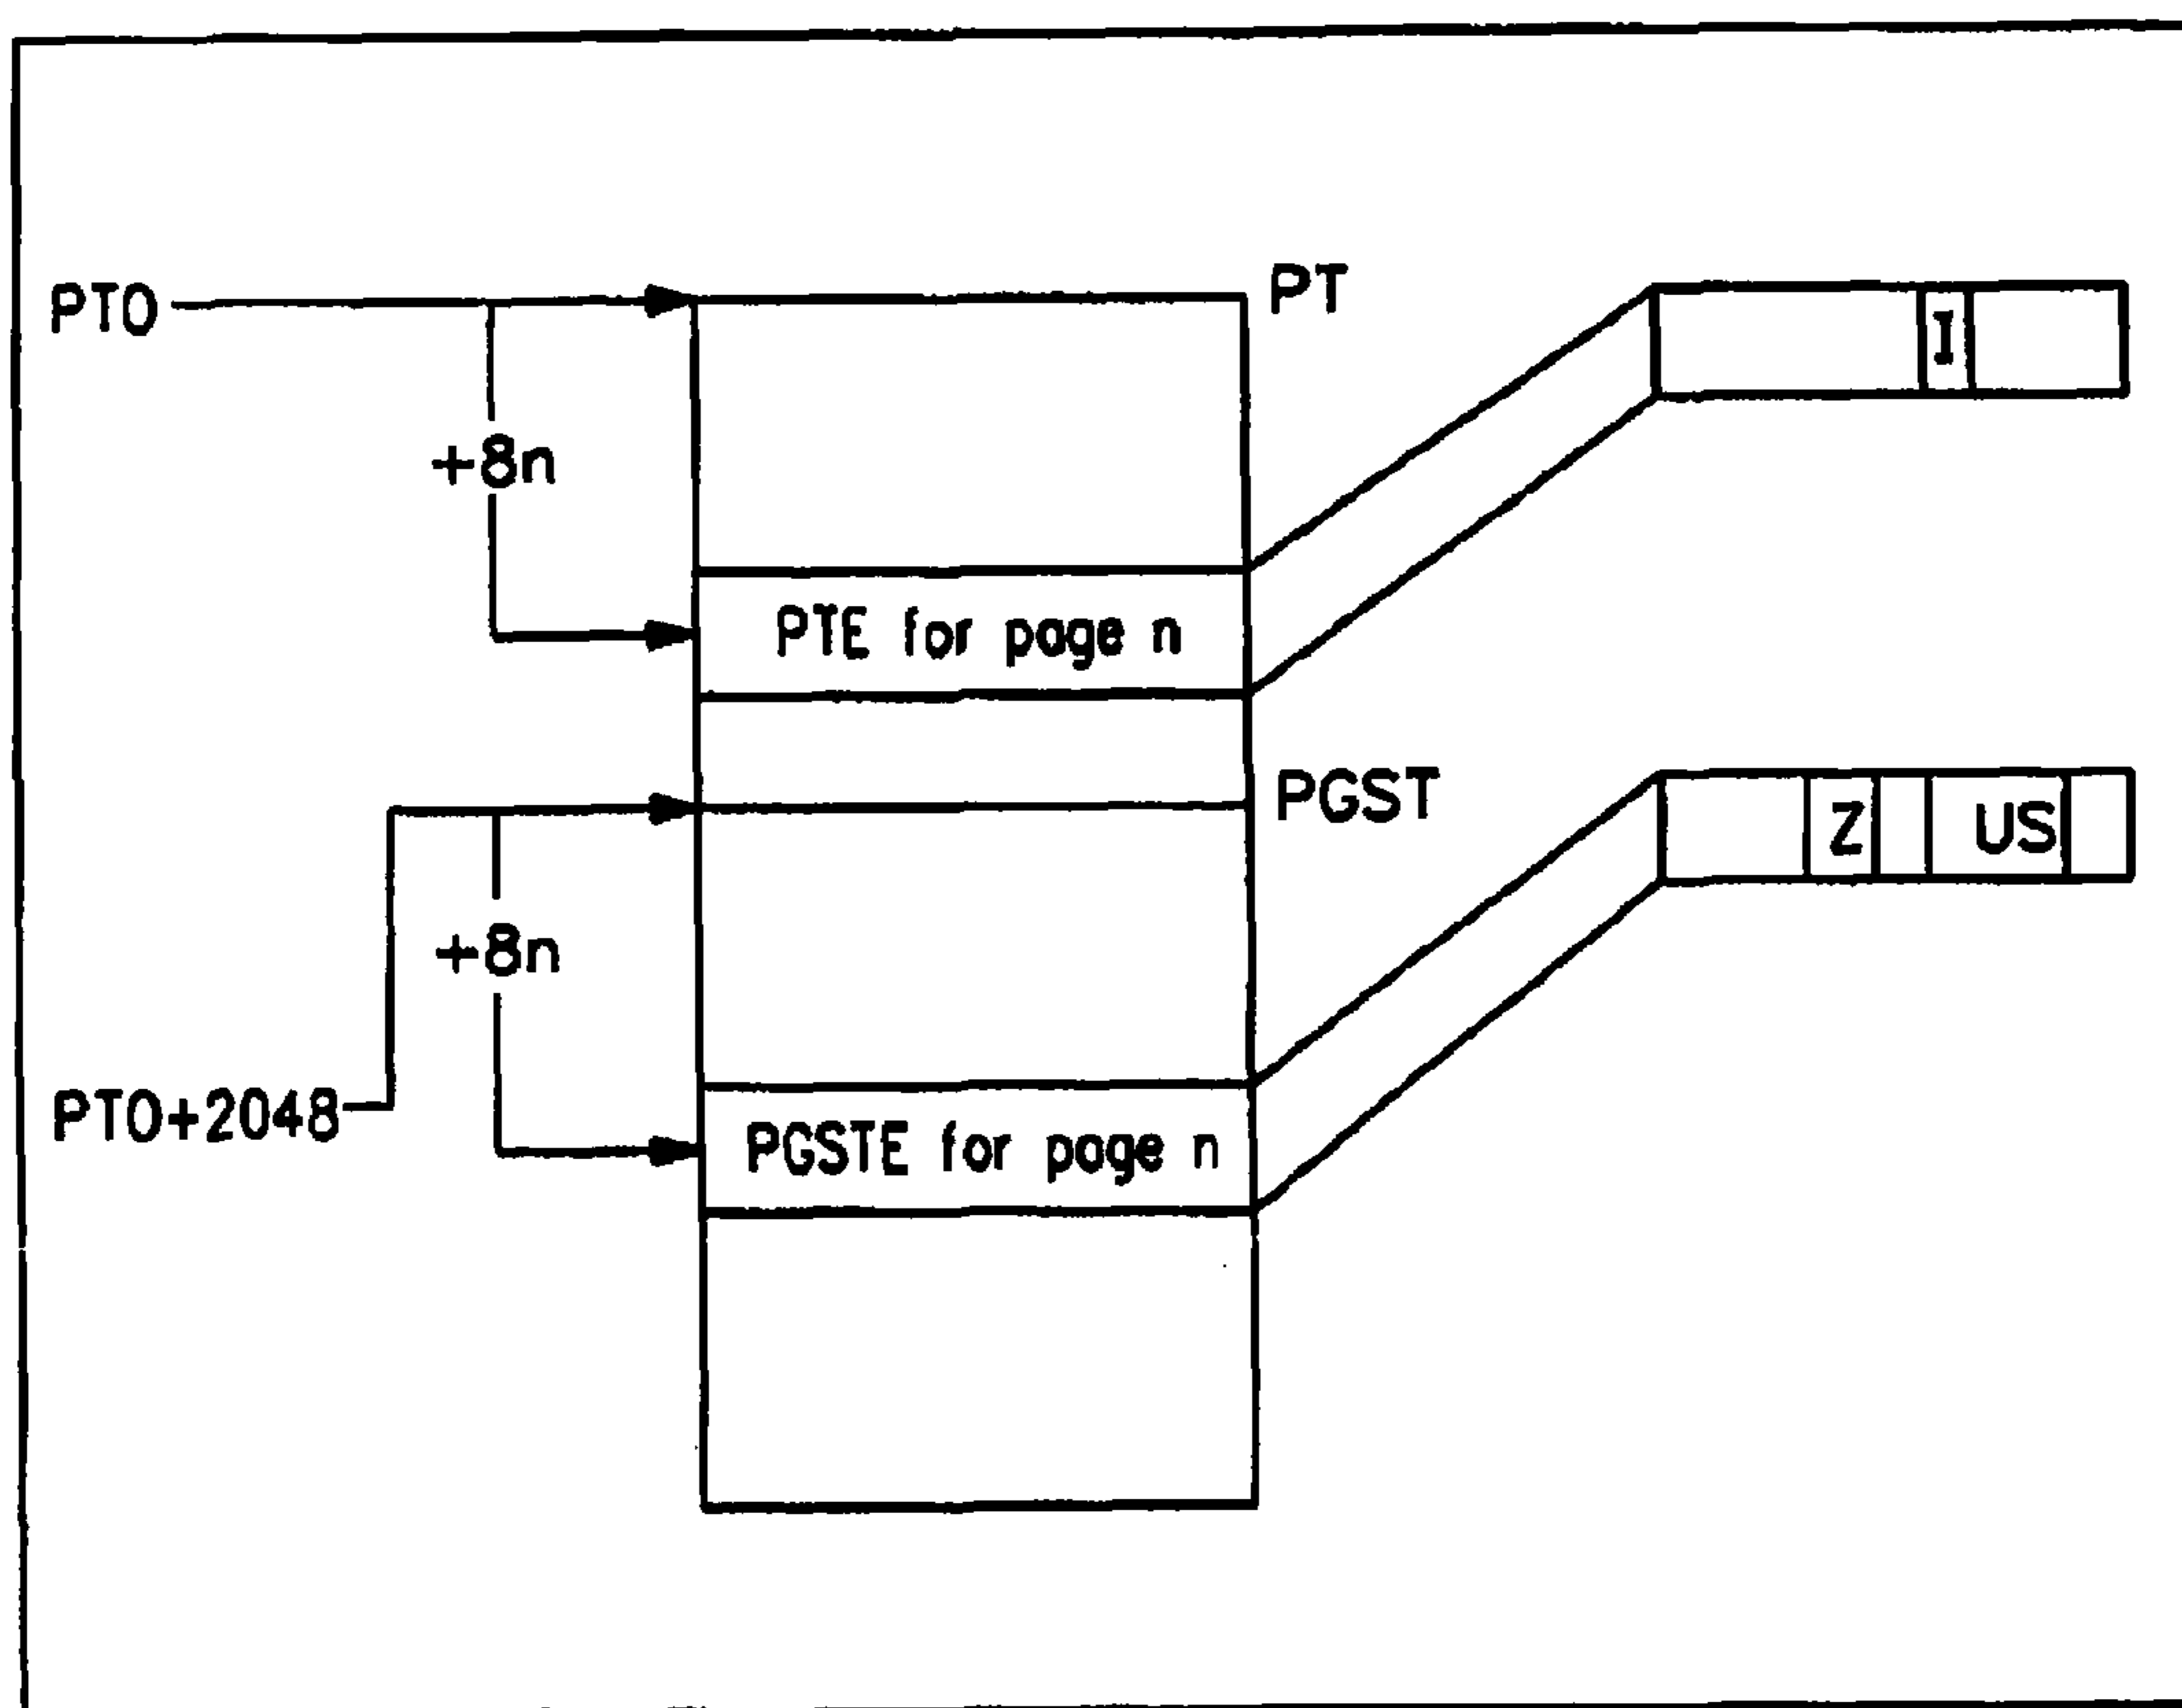 PTO
PT
I
+8n
PTE for page n
PGST
Z
US
+8n
PTO+2048
PGSTE for page n